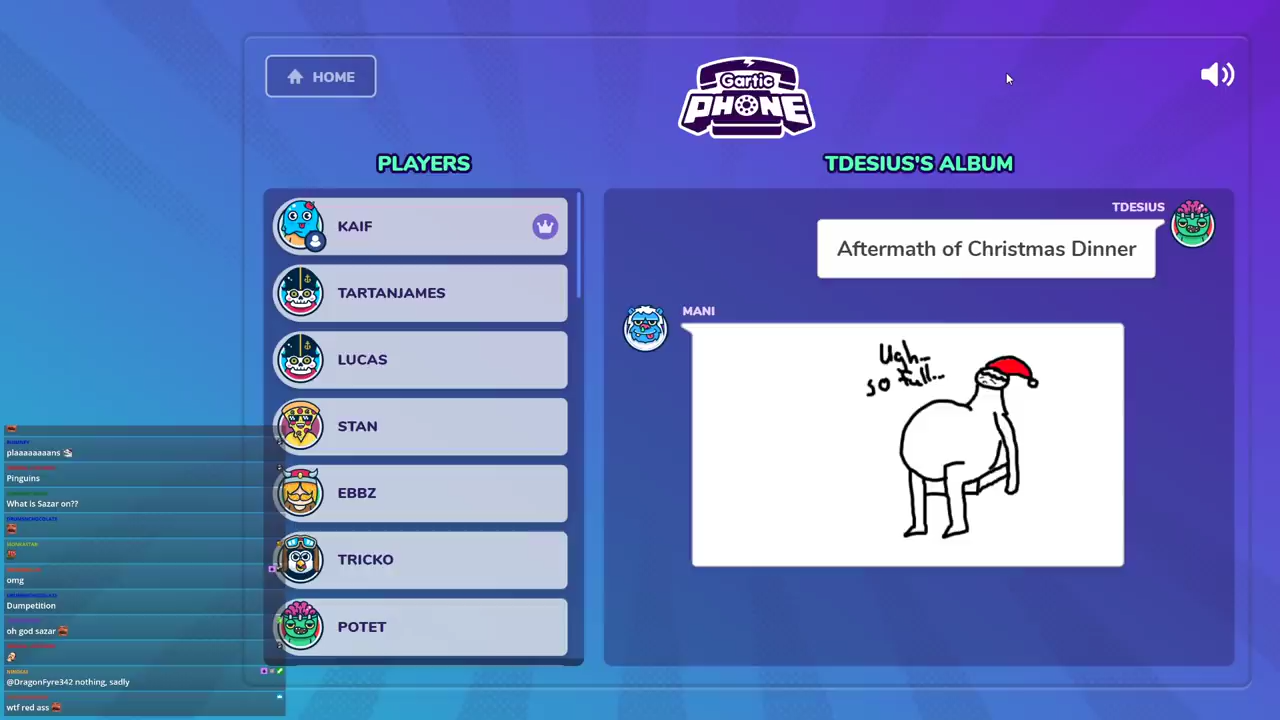 HOME
Gartic
PHONE
PLAYERS
TDESIUS'S ALBUM
KAIF
TARTANJAMES
LUCAS
STAN
EBBZ
TRICKO
POTET
TDESIUS
Aftermath of Christmas Dinner
MANI
Ugh..
so full...
plaaaaaaans
Pinguins
What is Sazar on??
omg
Dumpetition
oh god sazar
@DragonFyre342 nothing, sadly
wtf red ass